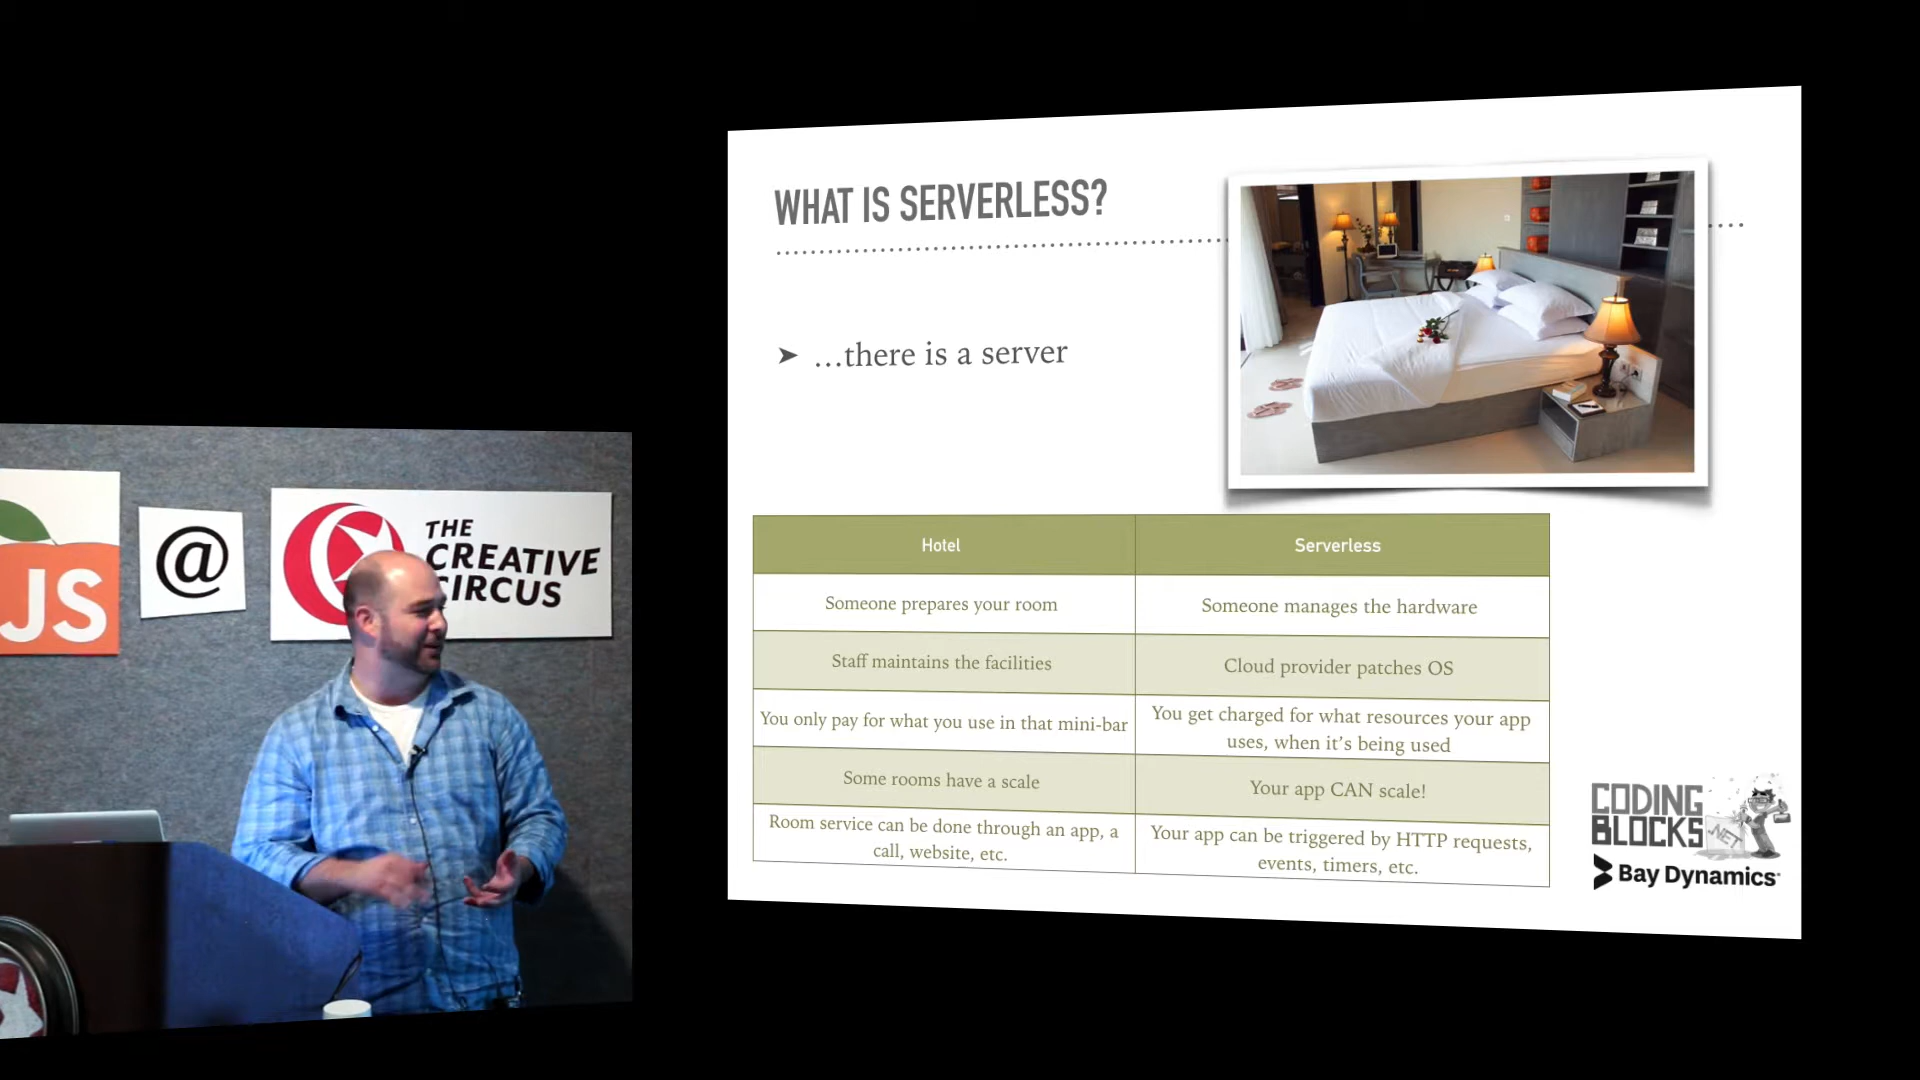 WHAT IS SERVERLESS?
➤ …there is a server
Hotel
Serverless
Someone prepares your room
Someone manages the hardware
Staff maintains the facilities
Cloud provider patches OS
You only pay for what you use in that mini-bar
You get charged for what resources your app
uses, when it’s being used
Some rooms have a scale
Your app CAN scale!
Room service can be done through an app, a
call, website, etc.
Your app can be triggered by HTTP requests,
events, timers, etc.
CODING
BLOCKS
.NET
Bay Dynamics
JS
@
THE
CREATIVE
CIRCUS